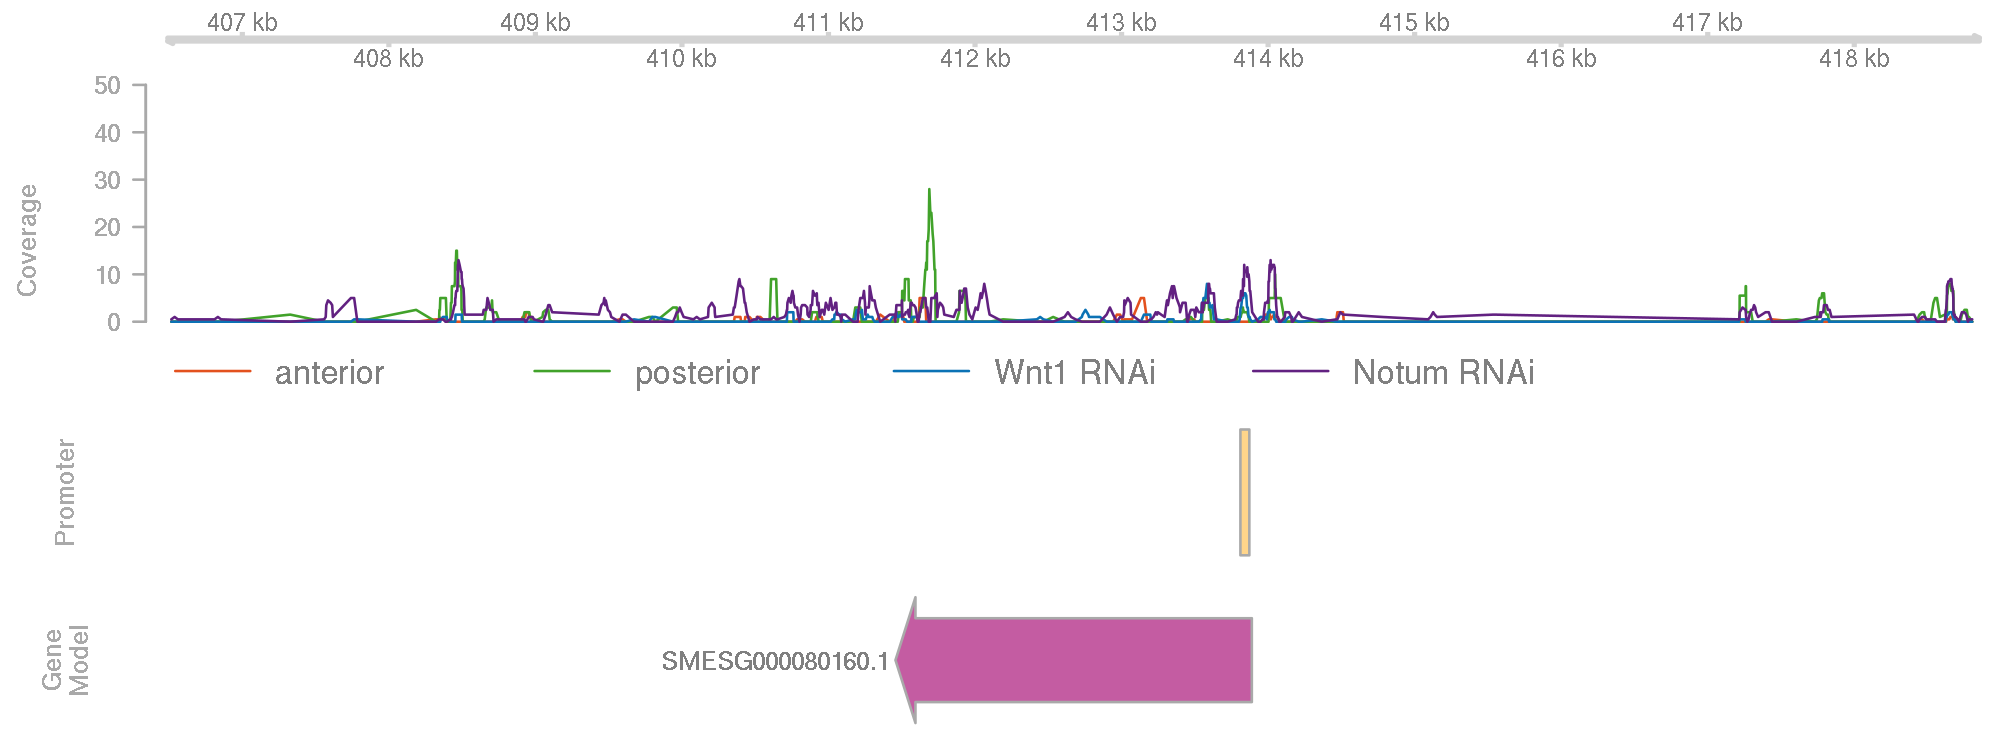 407 kb 409 kb 411 kb 413 kb 415 kb 417 kb
408 kb 410 kb 412 kb 414 kb 416 kb 418 kb
50
40
30
20
10
0
Coverage
anterior posterior Wnt1 RNAi Notum RNAi
Promoter
Gene
Model
SMESG000080160.1